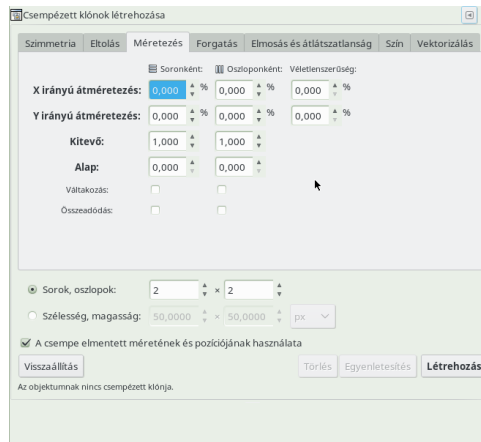 Csempézett klónok létrehozása
Szimmetria Eltolás Méretezés Forgatás Elmosás és átlátszatlanság Szín Vektorizálás
Soronként: Oszloponként: Véletlenszerűség:
X irányú átméretezés: 0,000 % 0,000 % 0,000 %
Y irányú átméretezés: 0,000 % 0,000 % 0,000 %
Kitevő: 1,000 1,000
Alap: 0,000 0,000
Váltakozás:
Összeadódás:
Sorok, oszlopok: 2 × 2
Szélesség, magasság: 50,0000 × 50,0000 px
A csempe elmentett méretének és pozíciójának használata
Visszaállítás Törlés Egyenletesítés Létrehozás
Az objektumnak nincs csempézett klónja.